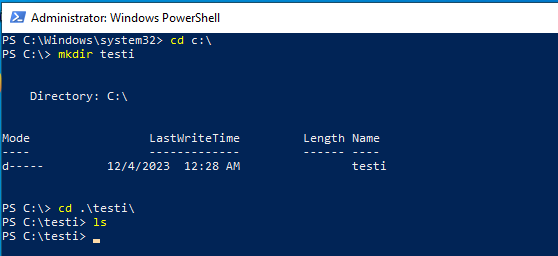 Administrator: Windows PowerShell
PS C:\Windows\system32> cd c:\
PS C:\> mkdir testi
Directory: C:\
Mode LastWriteTime Length Name
---- ------------- ------ ----
d----- 12/4/2023 12:28 AM testi
PS C:\> cd .\testi\
PS C:\testi> ls
PS C:\testi>